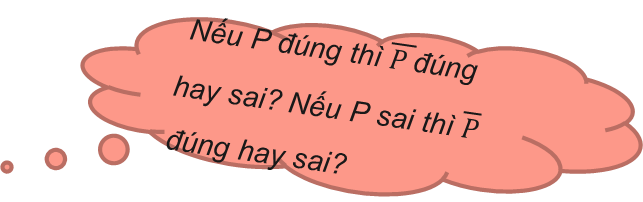 Nếu P đúng thì P̅ đúng
hay sai? Nếu P sai thì P̅
đúng hay sai?